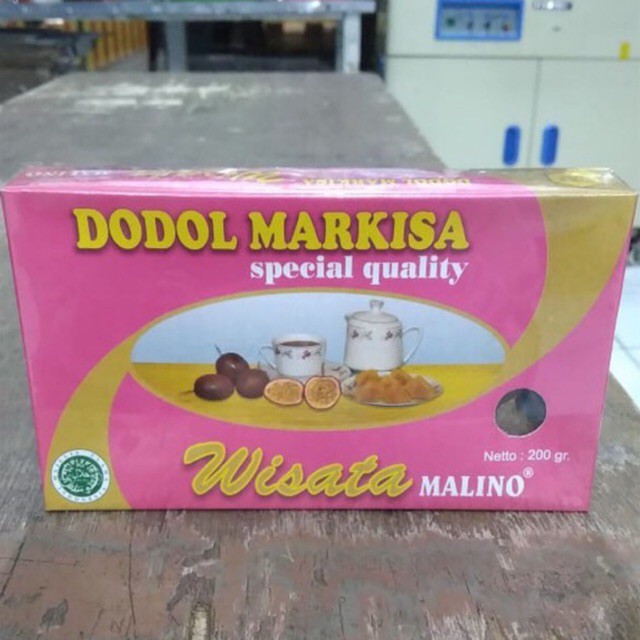 DODOL MARKISA
special quality
Netto : 200 gr.
Wisata MALINO®